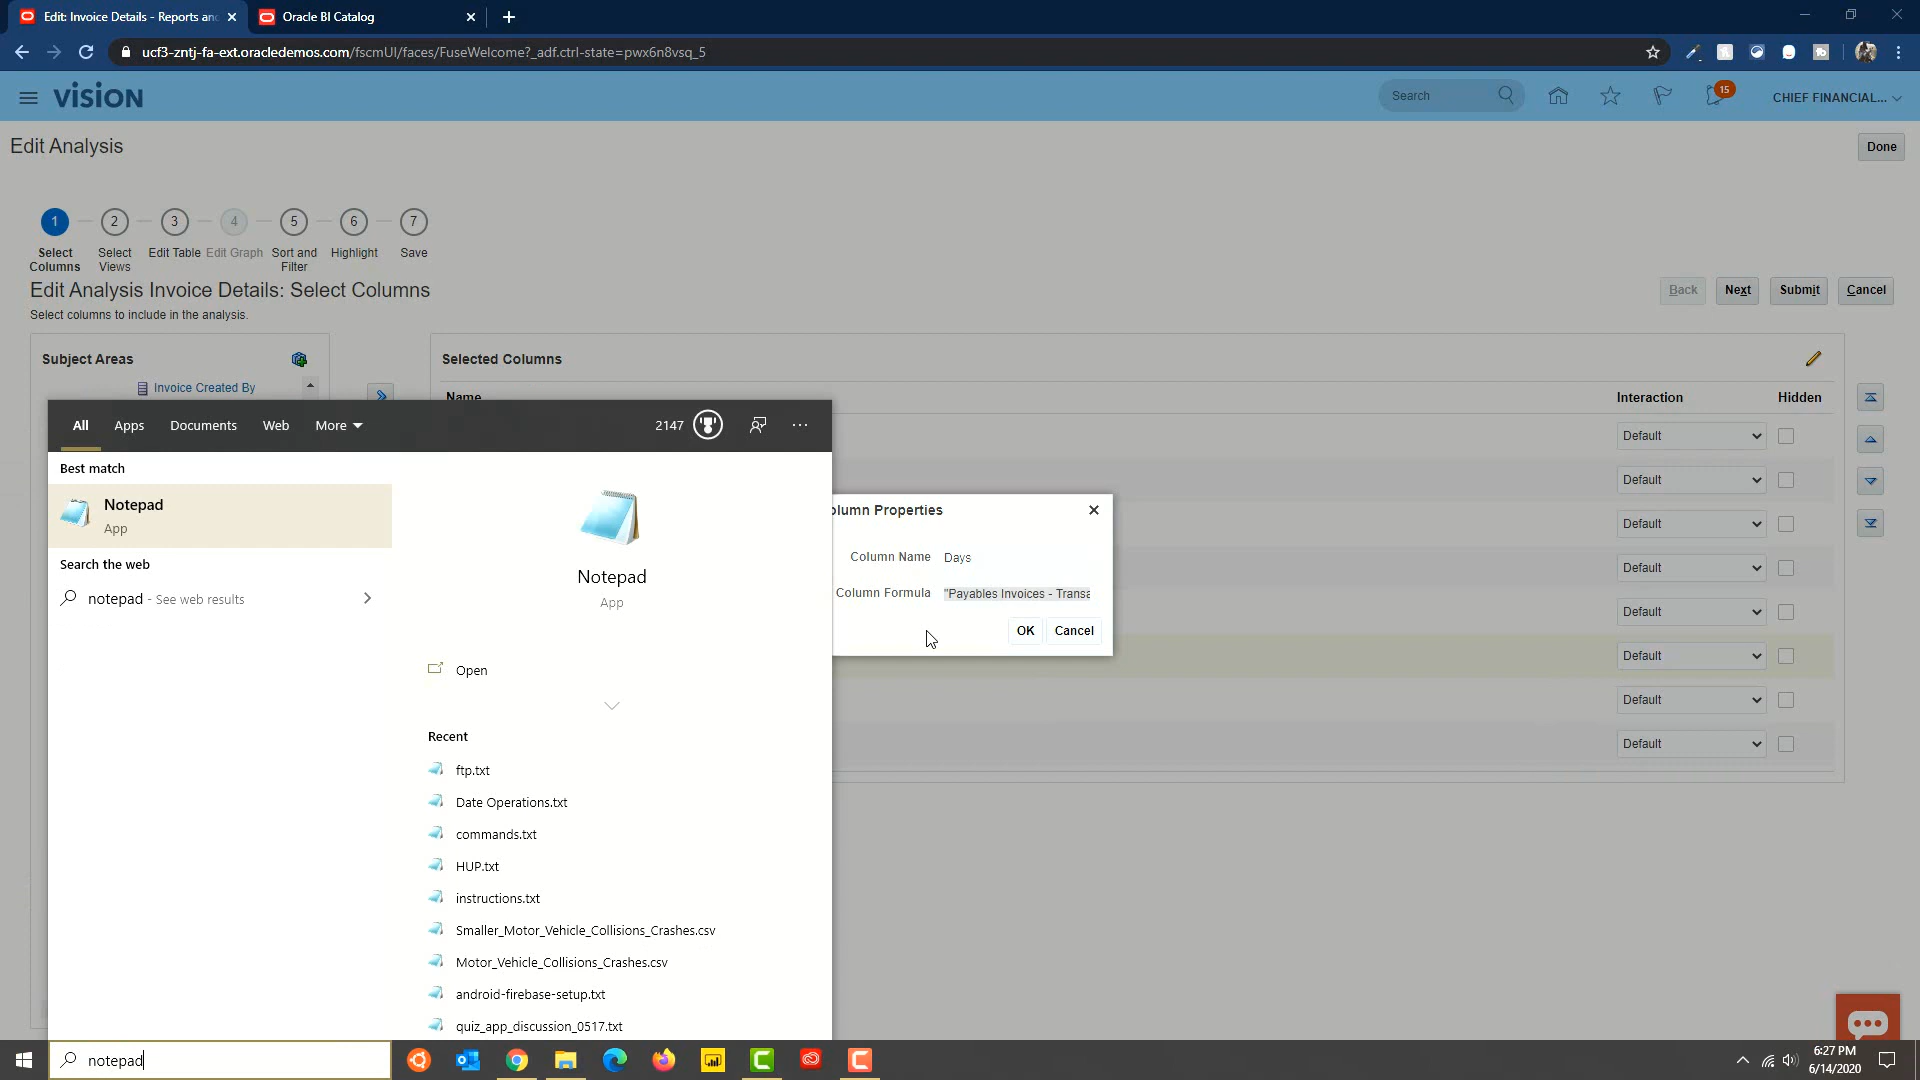 Edit: Invoice Details - Reports and
Oracle BI Catalog
ucf3-zntj-fa-ext.oracledemos.com/fscmUI/faces/FuseWelcome?_adf.ctrl-state=pwx6n8vsq_5
VISION
Search
15
CHIEF FINANCIAL...
Edit Analysis
Done
1
2
3
4
5
6
7
Select Columns
Select Views
Edit Table
Edit Graph
Sort and Filter
Highlight
Save
Edit Analysis Invoice Details: Select Columns
Back
Next
Submit
Cancel
Select columns to include in the analysis.
Subject Areas
Selected Columns
Invoice Created By
Name
Interaction
Hidden
Default
Default
Default
Default
Default
Default
Default
Default
All
Apps
Documents
Web
More
2147
Best match
Notepad
App
Search the web
notepad - See web results
Notepad
App
Open
Recent
ftp.txt
Date Operations.txt
commands.txt
HUP.txt
instructions.txt
Smaller_Motor_Vehicle_Collisions_Crashes.csv
Motor_Vehicle_Collisions_Crashes.csv
android-firebase-setup.txt
quiz_app_discussion_0517.txt
olumn Properties
Column Name
Days
Column Formula
"Payables Invoices - Transa
OK
Cancel
notepad
6:27 PM
6/14/2020